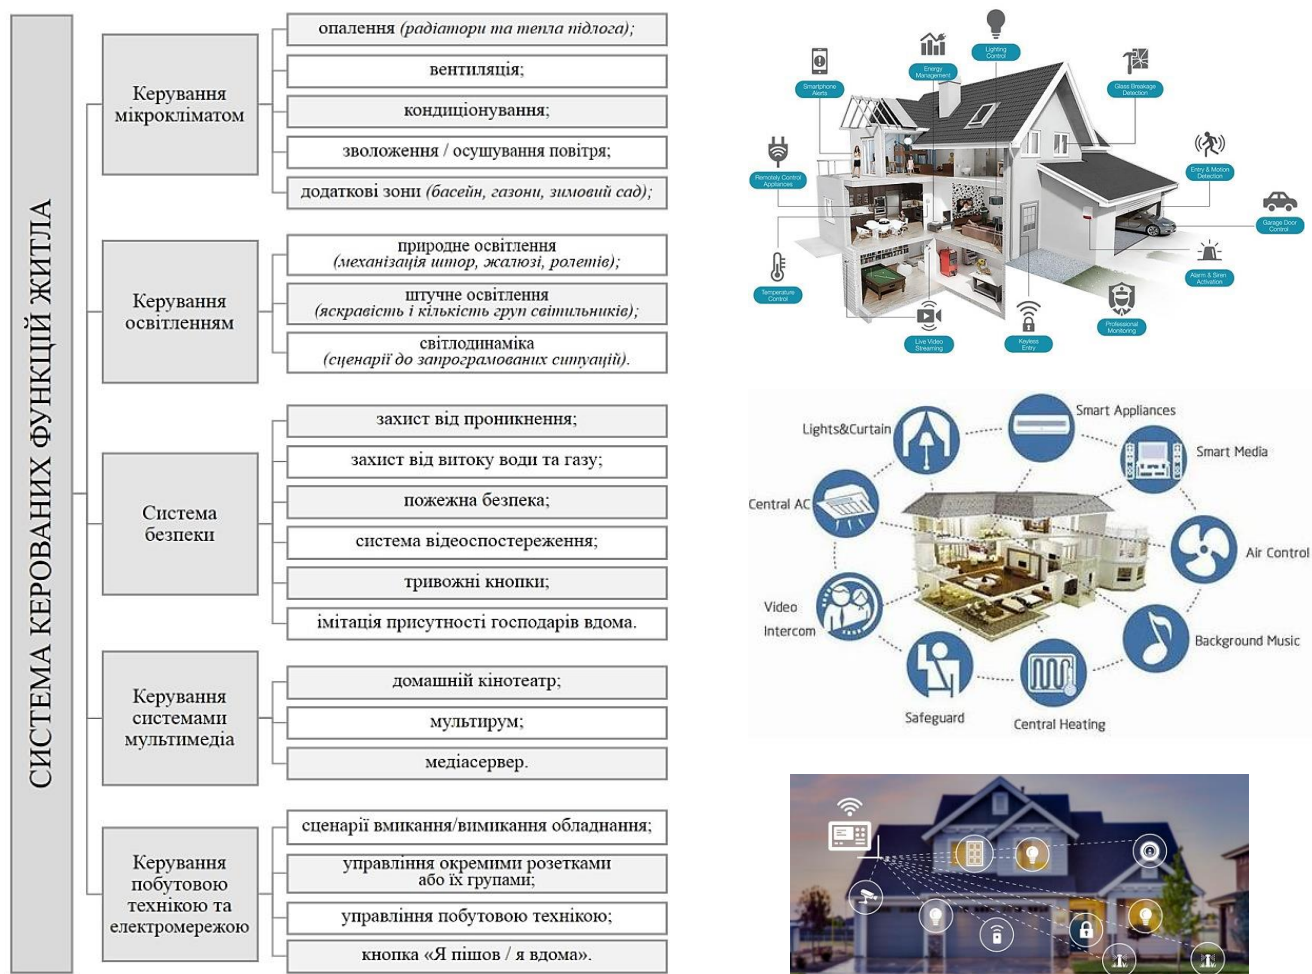 СИСТЕМА КЕРОВАНИХ ФУНКЦІЙ ЖИТЛА
Керування
мікрокліматом
опалення (радіатори та тепла підлога);
вентиляція;
кондиціонування;
зволоження / осушування повітря;
додаткові зони (басейн, газони, зимовий сад);
Керування
освітленням
природне освітлення
(механізація штор, жалюзі, ролетів);
штучне освітлення
(яскравість і кількість груп світильників);
світлодинаміка
(сценарії до запрограмованих ситуацій).
Система
безпеки
захист від проникнення;
захист від витоку води та газу;
пожежна безпека;
система відеоспостереження;
тривожні кнопки;
імітація присутності господарів вдома.
Керування
системами
мультимедіа
домашній кінотеатр;
мультирум;
медіасервер.
Керування
побутовою
технікою та
електромережою
сценарії вмикання/вимикання обладнання;
управління окремими розетками
або їх групами;
управління побутовою технікою;
кнопка «Я пішов / я вдома».
Lighting
Control
Energy
Management
Smartphone
Alerts
Glass Breakage
Detection
Remotely Control
Appliances
Entry & Motion
Detection
Garage Door
Control
Temperature
Control
Alarm & Siren
Activation
Professional
Monitoring
Live Video
Streaming
Keyless
Entry
Lights&Curtain
Smart Appliances
Smart Media
Central AC
Air Control
Video
Intercom
Background Music
Safeguard
Central Heating